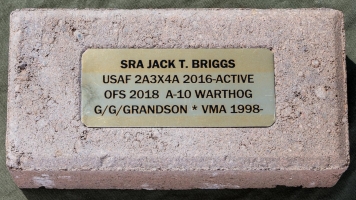 SRA JACK T. BRIGGS
USAF 2A3X4A 2016-ACTIVE
OFS 2018 A-10 WARTHOG
G/G/GRANDSON * VMA 1998-